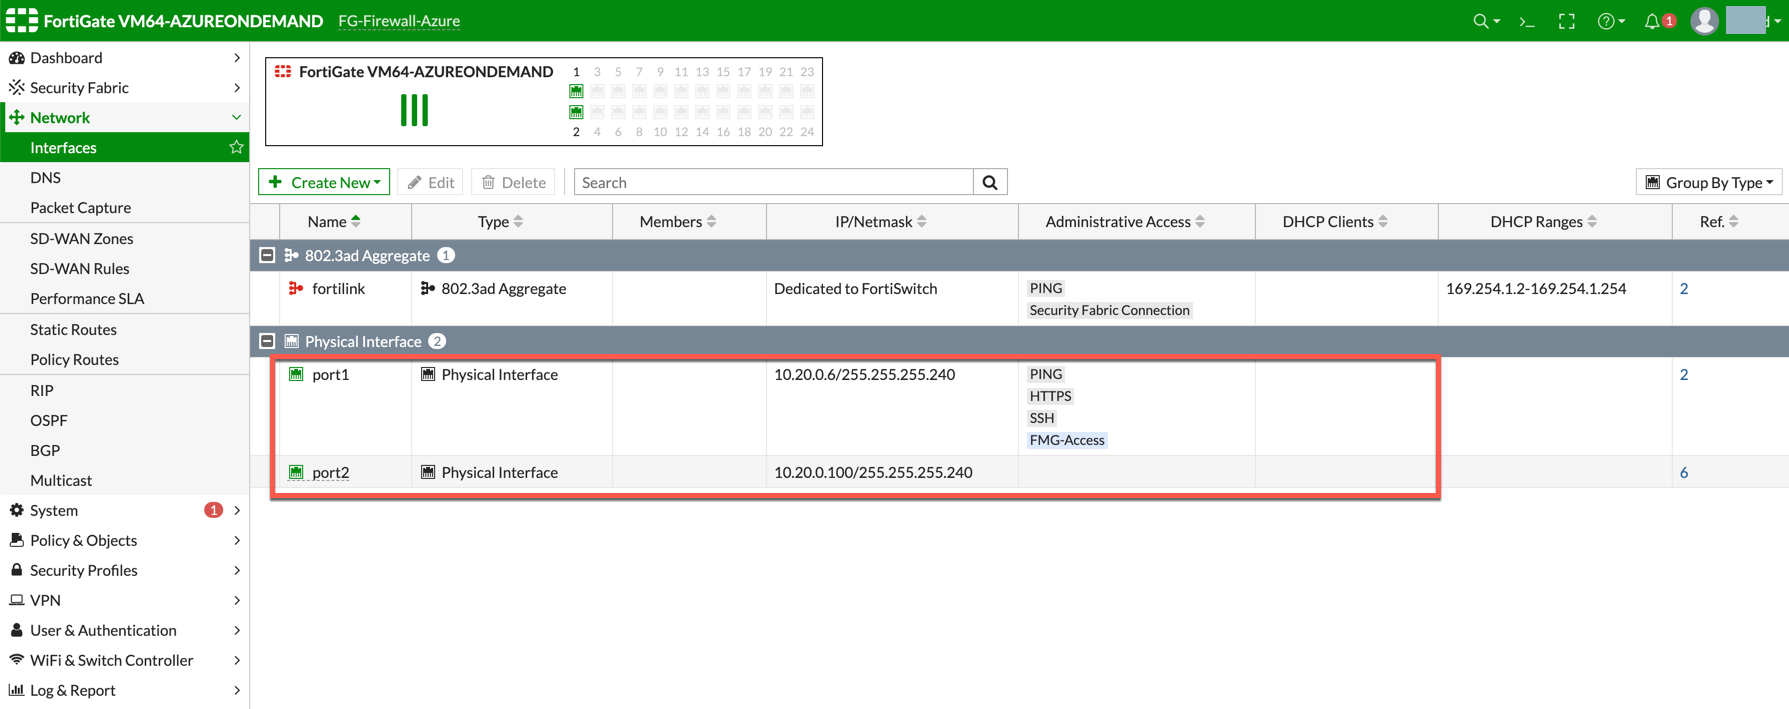 FortiGate VM64-AZUREONDEMAND FG-Firewall-Azure 1
Dashboard
Security Fabric
Network
Interfaces
DNS
Packet Capture
SD-WAN Zones
SD-WAN Rules
Performance SLA
Static Routes
Policy Routes
RIP
OSPF
BGP
Multicast
System 1
Policy & Objects
Security Profiles
VPN
User & Authentication
WiFi & Switch Controller
Log & Report
FortiGate VM64-AZUREONDEMAND
1 3 5 7 9 11 13 15 17 19 21 23
2 4 6 8 10 12 14 16 18 20 22 24
Create New Edit Delete Search Group By Type
Name Type Members IP/Netmask Administrative Access DHCP Clients DHCP Ranges Ref.
802.3ad Aggregate 1
fortilink 802.3ad Aggregate Dedicated to FortiSwitch PING 169.254.1.2-169.254.1.254 2
Security Fabric Connection
Physical Interface 2
port1 Physical Interface 10.20.0.6/255.255.255.240 PING 2
HTTPS
SSH
FMG-Access
port2 Physical Interface 10.20.0.100/255.255.255.240 6